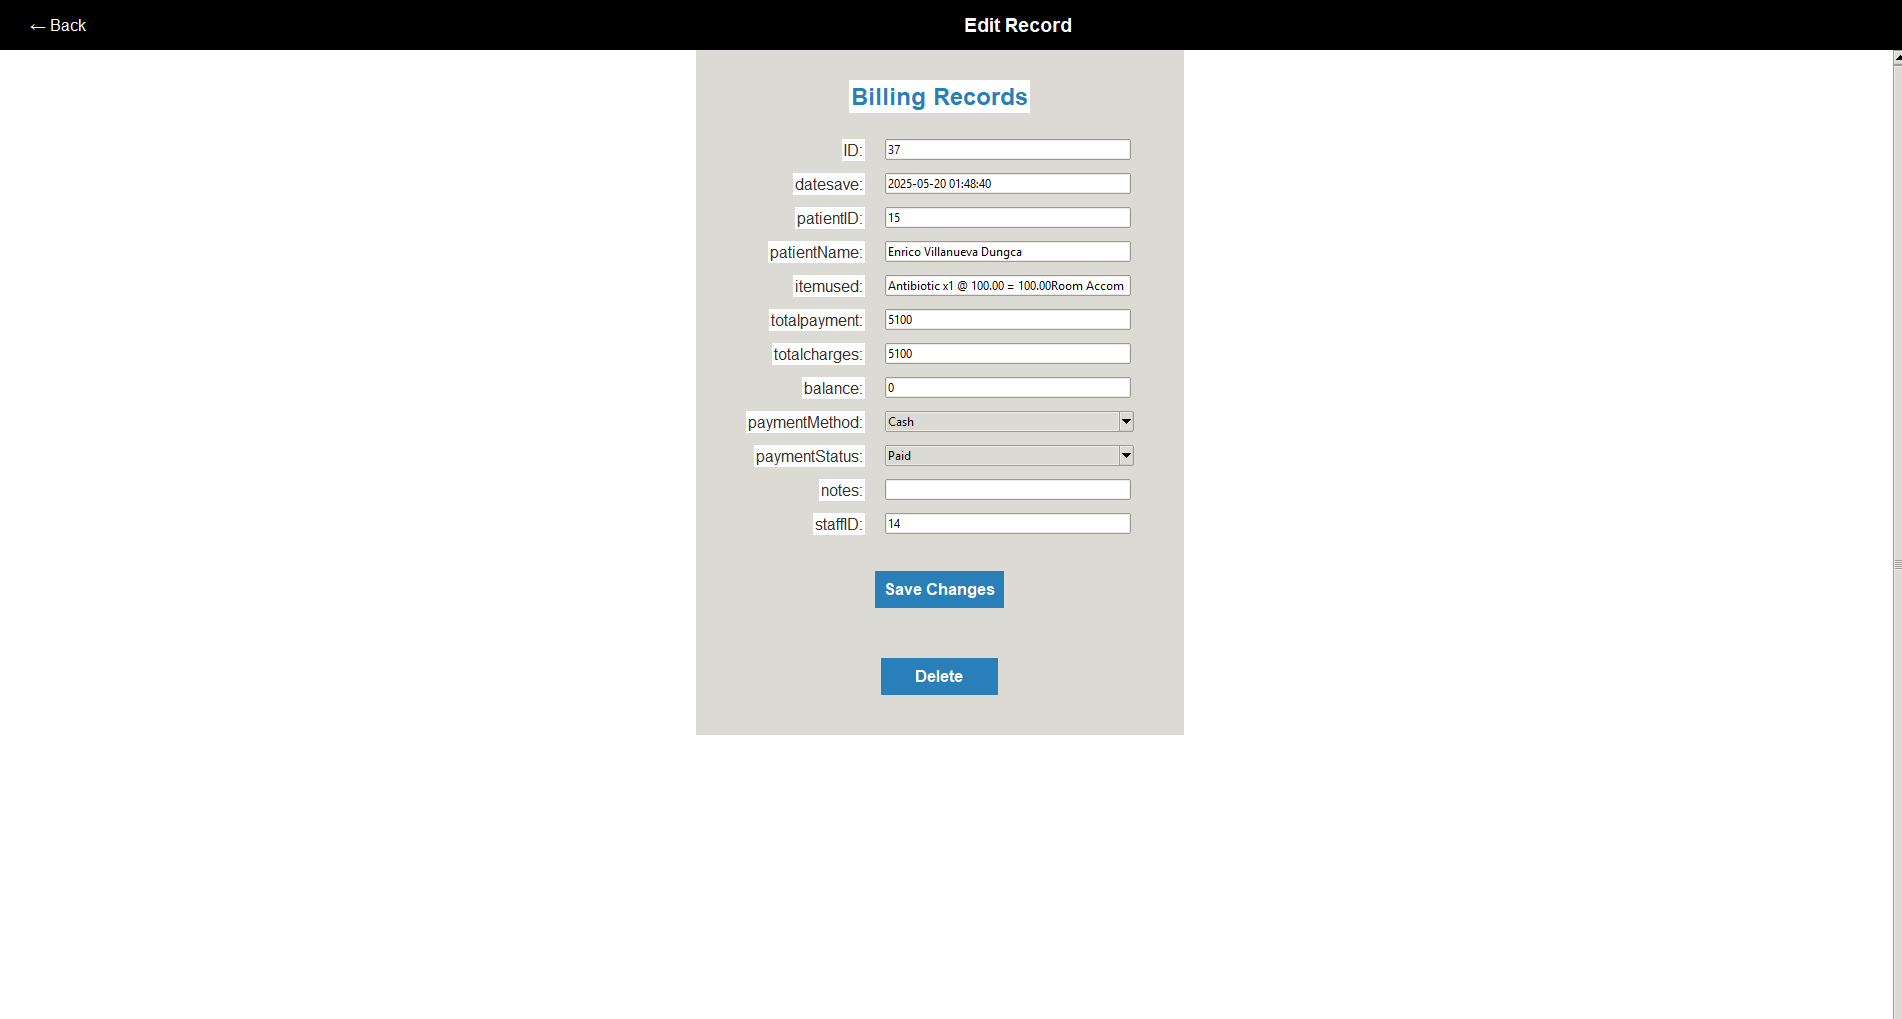 ← Back
Edit Record
Billing Records
ID: 37
datesave: 2025-05-20 01:48:40
patientID: 15
patientName: Enrico Villanueva Dungca
itemused: Antibiotic x1 @ 100.00 = 100.00Room Accom
totalpayment: 5100
totalcharges: 5100
balance: 0
paymentMethod: Cash
paymentStatus: Paid
notes:
staffID: 14
Save Changes
Delete